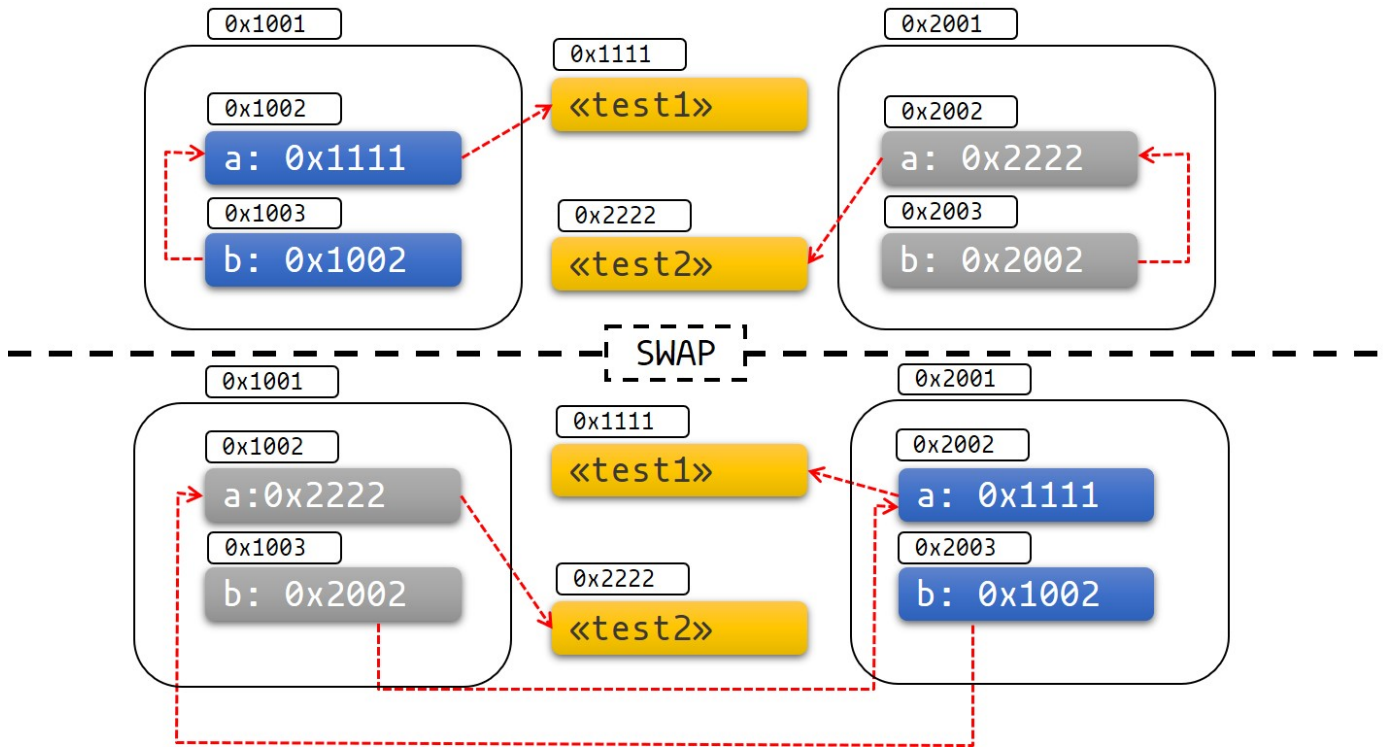 0x1001
0x1002
a: 0x1111
0x1003
b: 0x1002
0x1111
«test1»
0x2222
«test2»
0x2001
0x2002
a: 0x2222
0x2003
b: 0x2002
SWAP
0x1001
0x1002
a:0x2222
0x1003
b: 0x2002
0x1111
«test1»
0x2222
«test2»
0x2001
0x2002
a: 0x1111
0x2003
b: 0x1002